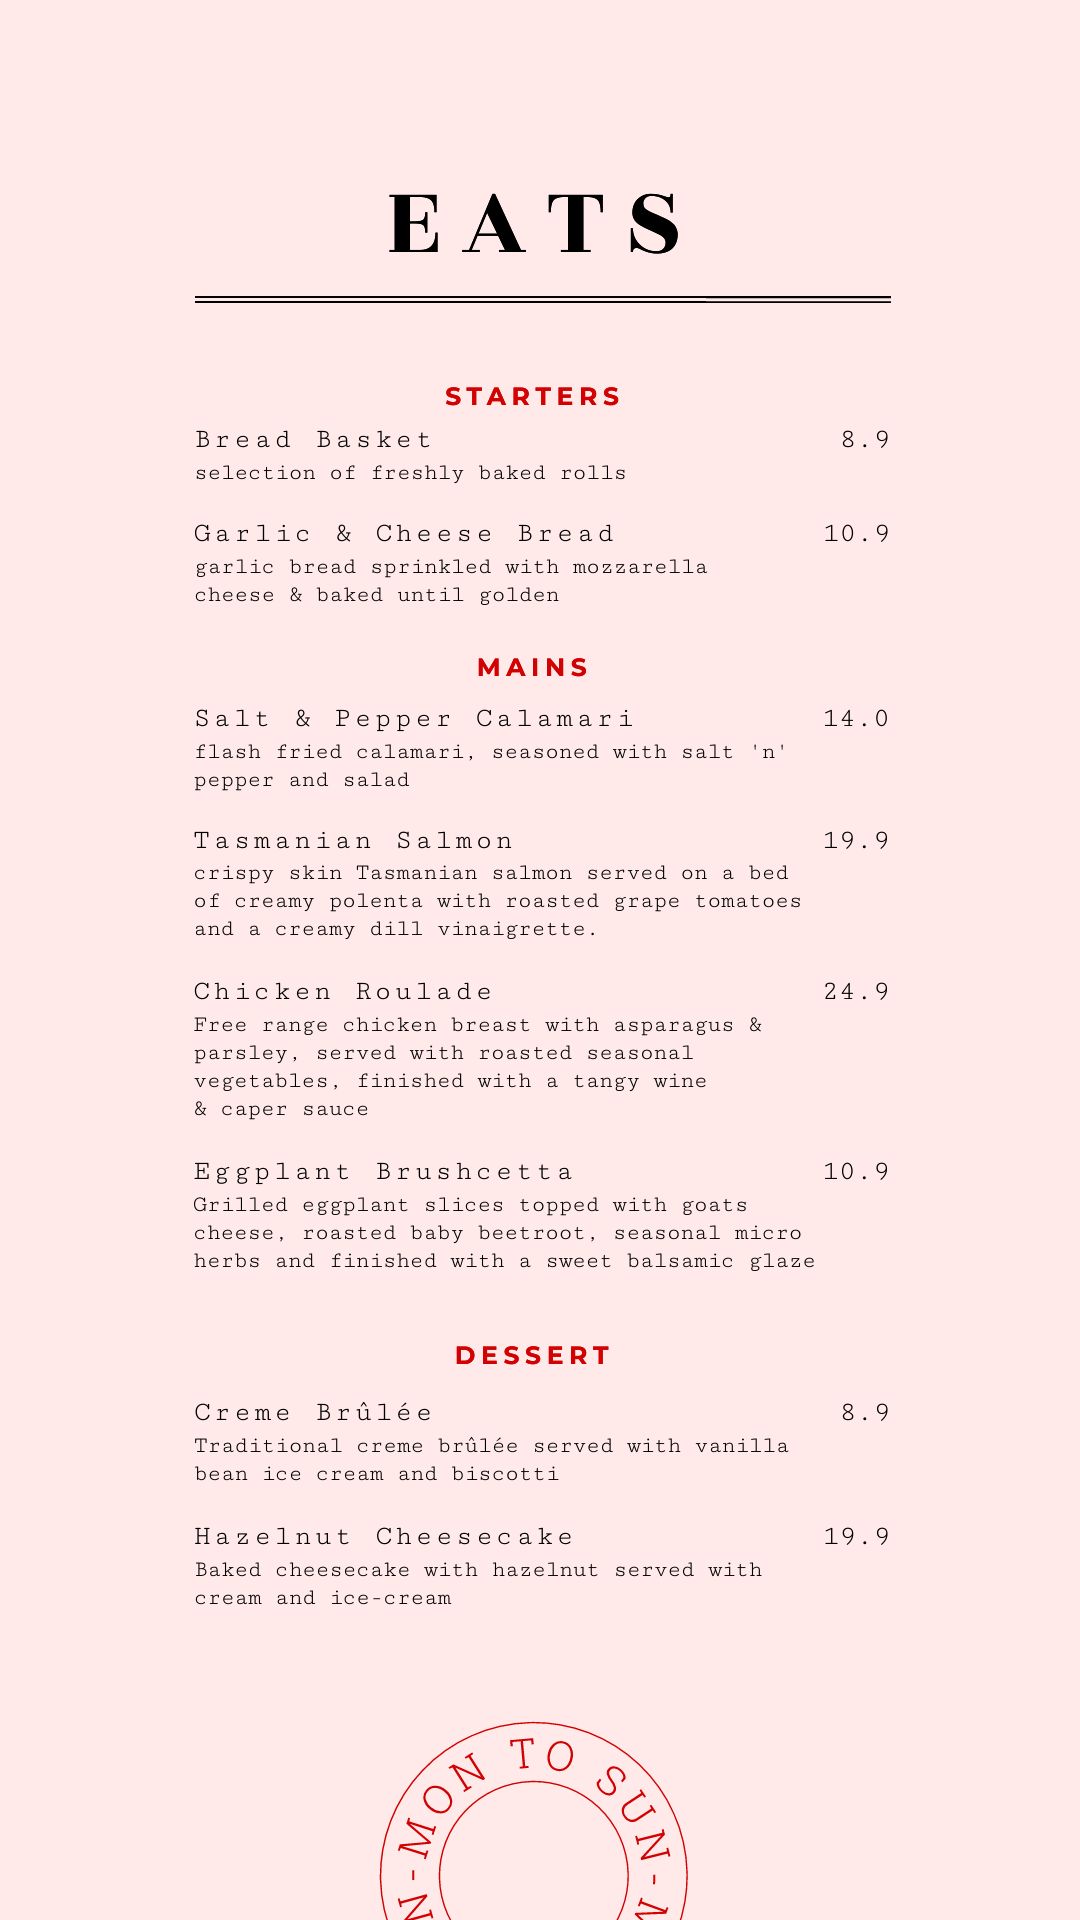 EATS
STARTERS
Bread Basket 8.9
selection of freshly baked rolls
Garlic & Cheese Bread 10.9
garlic bread sprinkled with mozzarella
cheese & baked until golden
MAINS
Salt & Pepper Calamari 14.0
flash fried calamari, seasoned with salt 'n'
pepper and salad
Tasmanian Salmon 19.9
crispy skin Tasmanian salmon served on a bed
of creamy polenta with roasted grape tomatoes
and a creamy dill vinaigrette.
Chicken Roulade 24.9
Free range chicken breast with asparagus &
parsley, served with roasted seasonal
vegetables, finished with a tangy wine
& caper sauce
Eggplant Brushcetta 10.9
Grilled eggplant slices topped with goats
cheese, roasted baby beetroot, seasonal micro
herbs and finished with a sweet balsamic glaze
DESSERT
Creme Brûlée 8.9
Traditional creme brûlée served with vanilla
bean ice cream and biscotti
Hazelnut Cheesecake 19.9
Baked cheesecake with hazelnut served with
cream and ice-cream
-MON TO SUN-